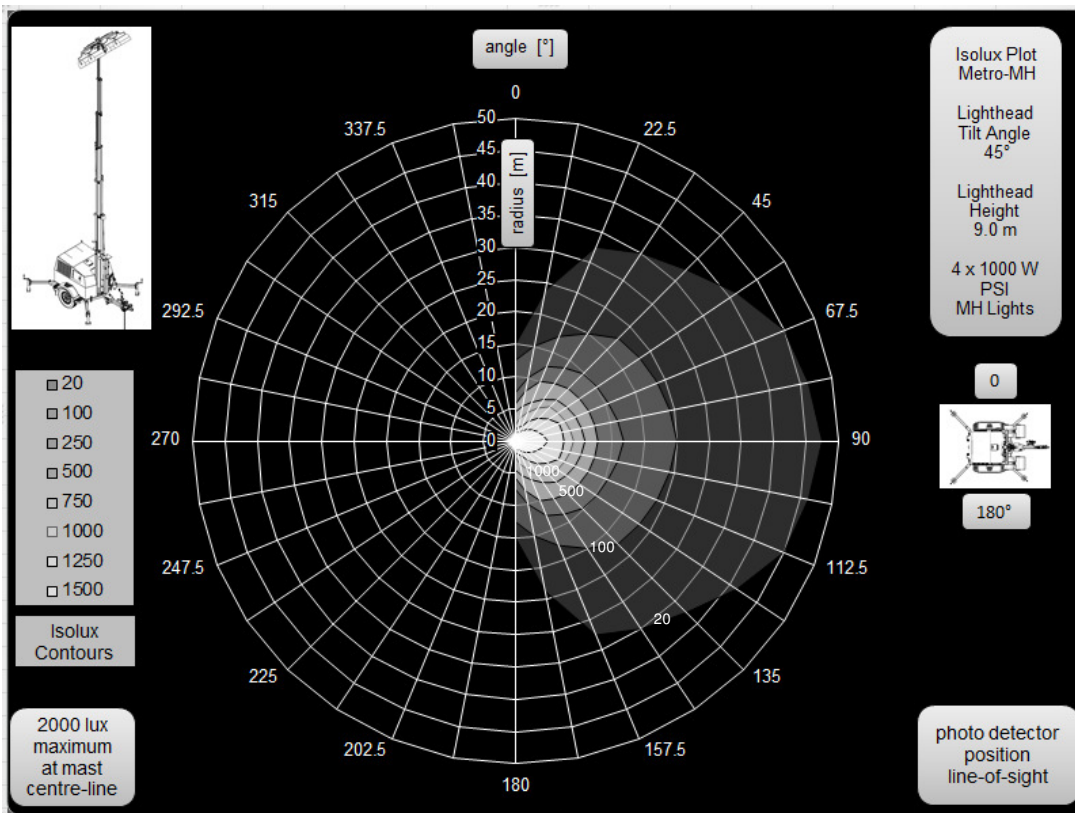 angle [°]
Isolux Plot
Metro-MH
Lighthead
Tilt Angle
45°
Lighthead
Height
9.0 m
4 x 1000 W
PSI
MH Lights
0
22.5
45
67.5
90
112.5
135
157.5
180
202.5
225
247.5
270
292.5
315
337.5
radius [m]
50
45
40
35
30
25
20
15
10
5
0
1000
500
100
20
20
100
250
500
750
1000
1250
1500
Isolux
Contours
2000 lux
maximum
at mast
centre-line
0
180°
photo detector
position
line-of-sight